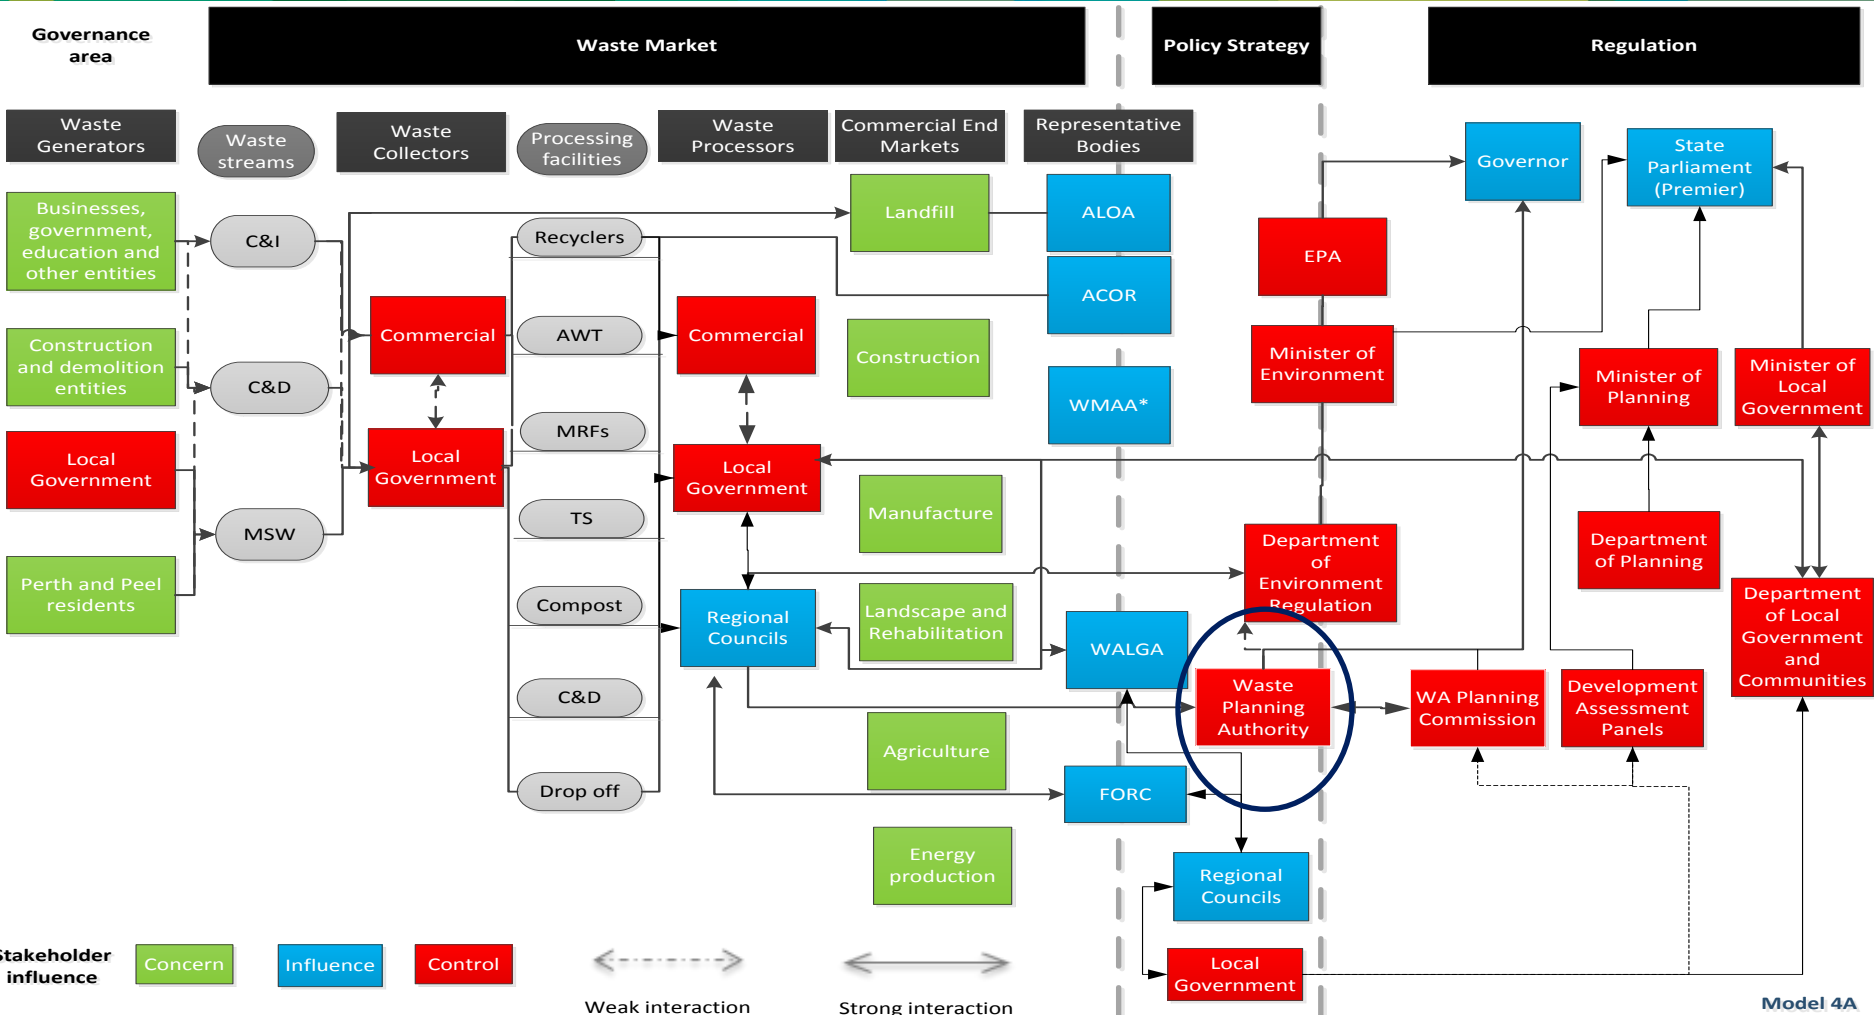 Governance
area
Waste Market
Policy Strategy
Regulation
Waste
Generators
Waste
streams
Waste
Collectors
Processing
facilities
Waste
Processors
Commercial End
Markets
Representative
Bodies
Businesses,
government,
education and
other entities
Construction
and demolition
entities
Local
Government
Perth and Peel
residents
C&I
C&D
MSW
Commercial
Local
Government
Recyclers
AWT
MRFs
TS
Compost
C&D
Drop off
Commercial
Local
Government
Regional
Councils
Landfill
Construction
Manufacture
Landscape and
Rehabilitation
Agriculture
Energy
production
ALOA
ACOR
WMAA*
WALGA
FORC
EPA
Minister of
Environment
Department
of
Environment
Regulation
Waste
Planning
Authority
Regional
Councils
Local
Government
Governor
State
Parliament
(Premier)
Minister of
Planning
Minister of
Local
Government
Department
of Planning
Department
of Local
Government
and
Communities
WA Planning
Commission
Development
Assessment
Panels
influence
Concern
Influence
Control
Weak interaction
Strong interaction
Model 4A